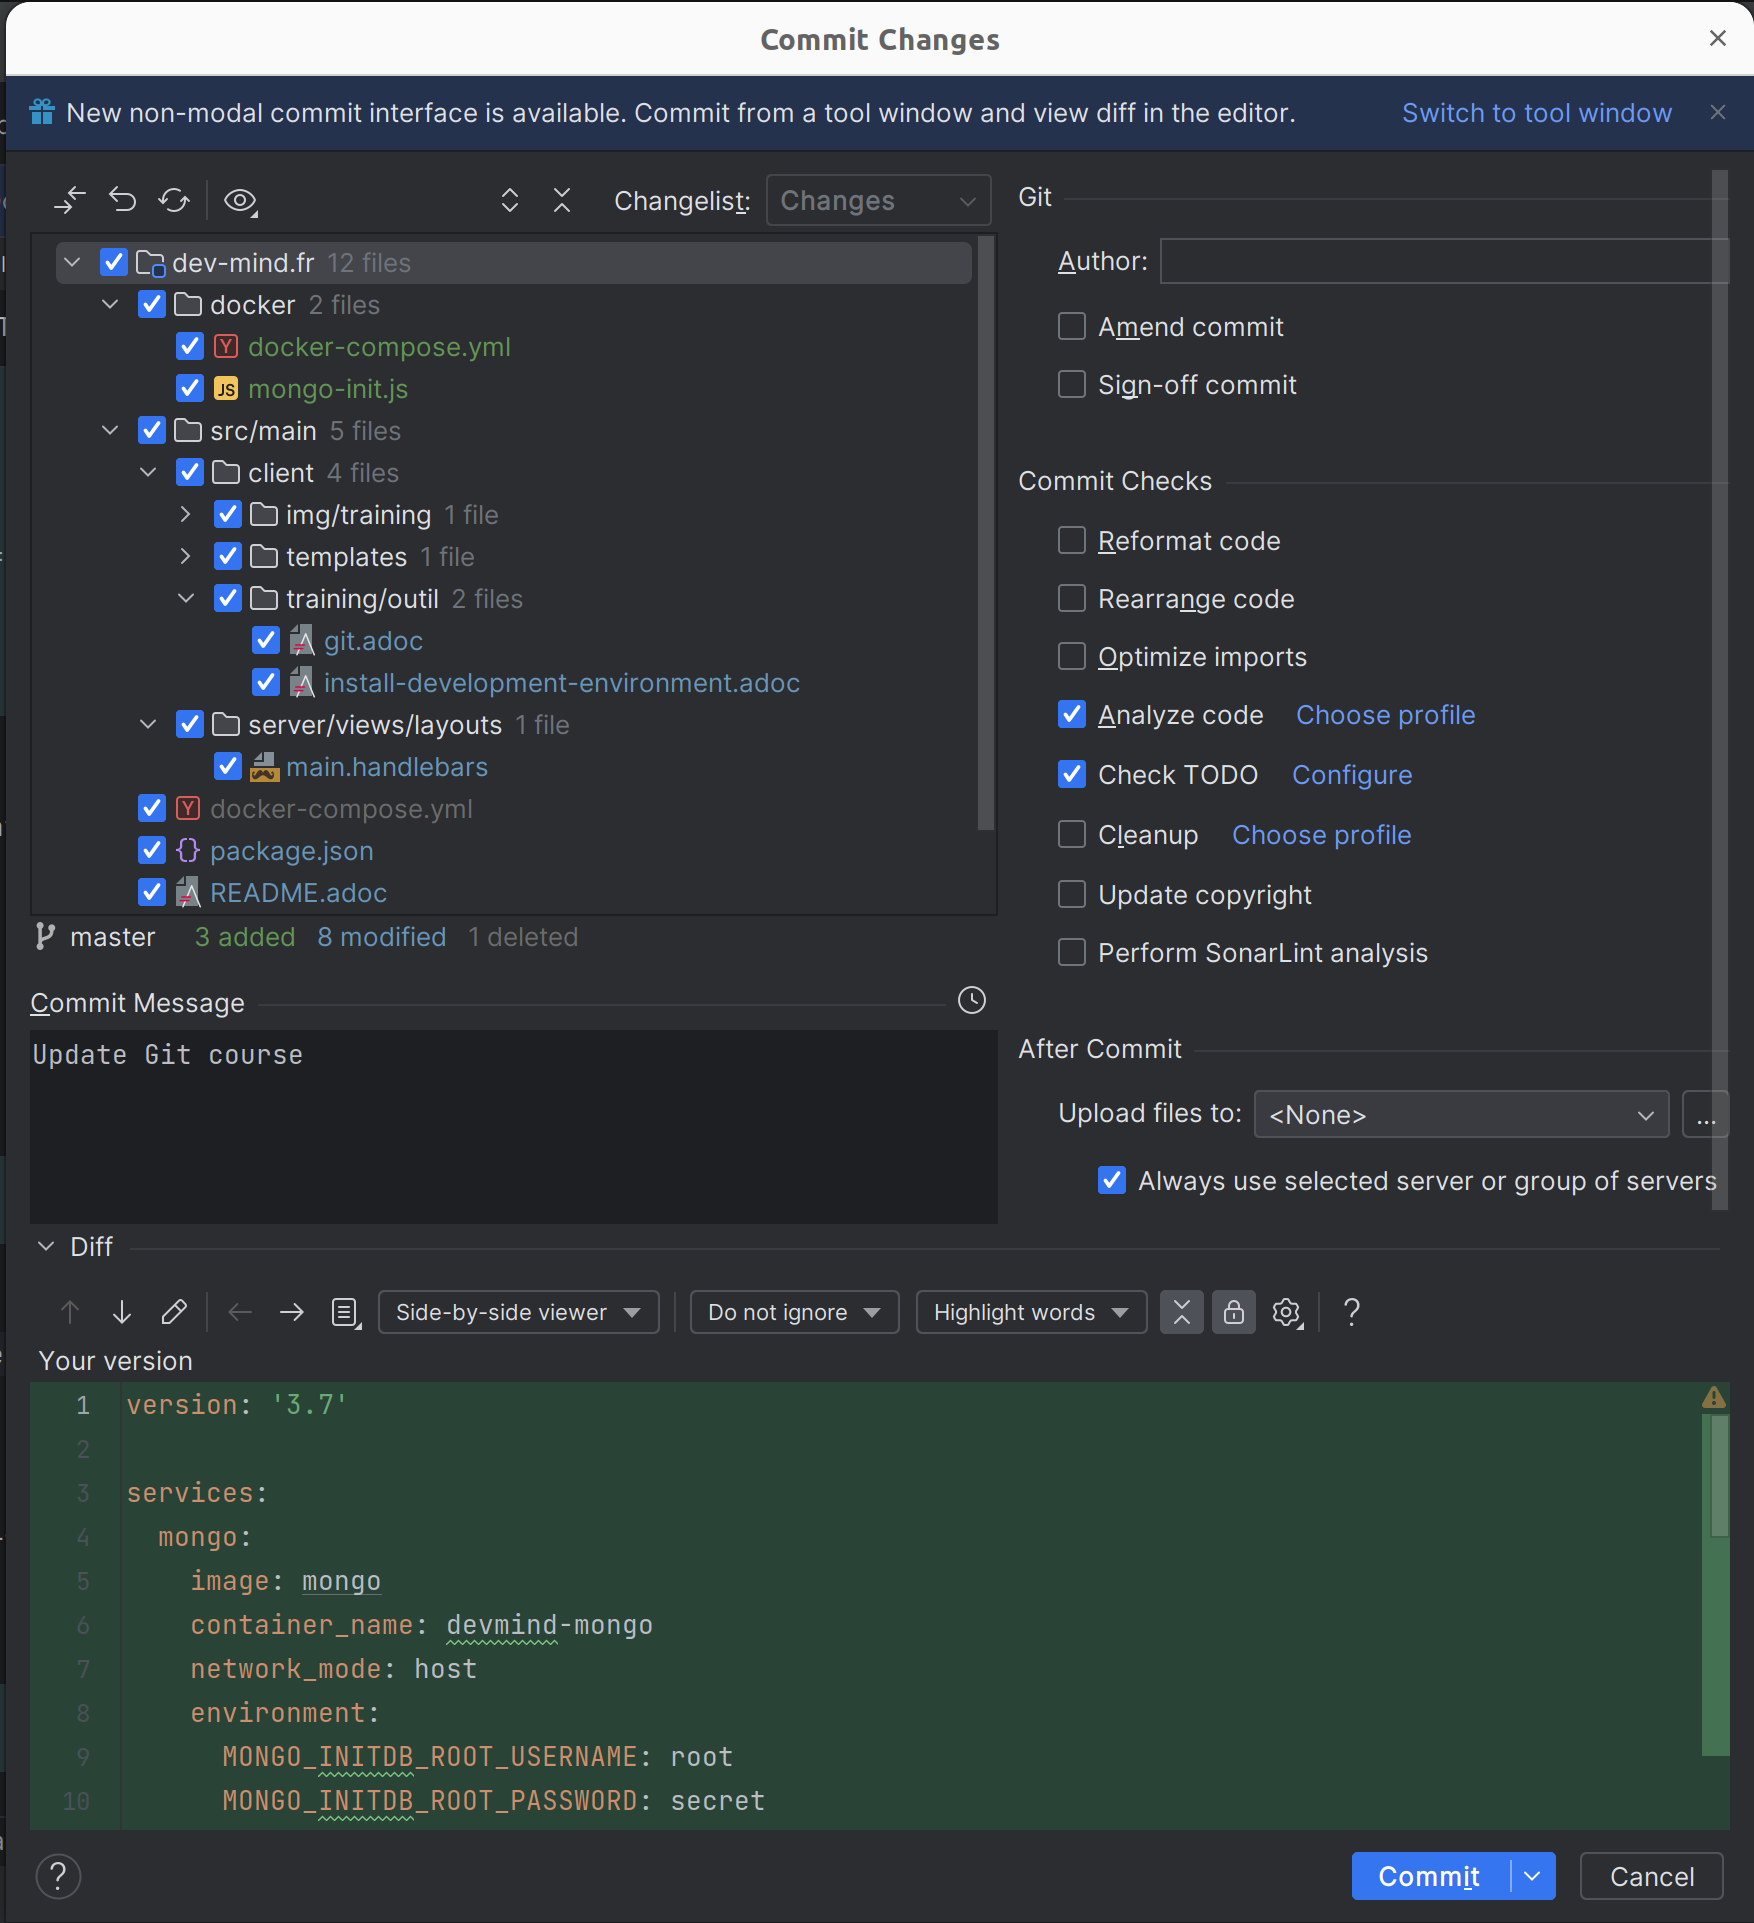 Commit Changes
New non-modal commit interface is available. Commit from a tool window and view diff in the editor. Switch to tool window
Changelist: Changes
dev-mind.fr 12 files
docker 2 files
docker-compose.yml
mongo-init.js
src/main 5 files
client 4 files
img/training 1 file
templates 1 file
training/outil 2 files
git.adoc
install-development-environment.adoc
server/views/layouts 1 file
main.handlebars
docker-compose.yml
package.json
README.adoc
master 3 added 8 modified 1 deleted
Commit Message
Update Git course
Git
Author:
Amend commit
Sign-off commit
Commit Checks
Reformat code
Rearrange code
Optimize imports
Analyze code Choose profile
Check TODO Configure
Cleanup Choose profile
Update copyright
Perform SonarLint analysis
After Commit
Upload files to: <None> ...
Always use selected server or group of servers
Diff
Side-by-side viewer Do not ignore Highlight words ?
Your version
1 version: '3.7'
2
3 services:
4 mongo:
5 image: mongo
6 container_name: devmind-mongo
7 network_mode: host
8 environment:
9 MONGO_INITDB_ROOT_USERNAME: root
10 MONGO_INITDB_ROOT_PASSWORD: secret
? Commit Cancel